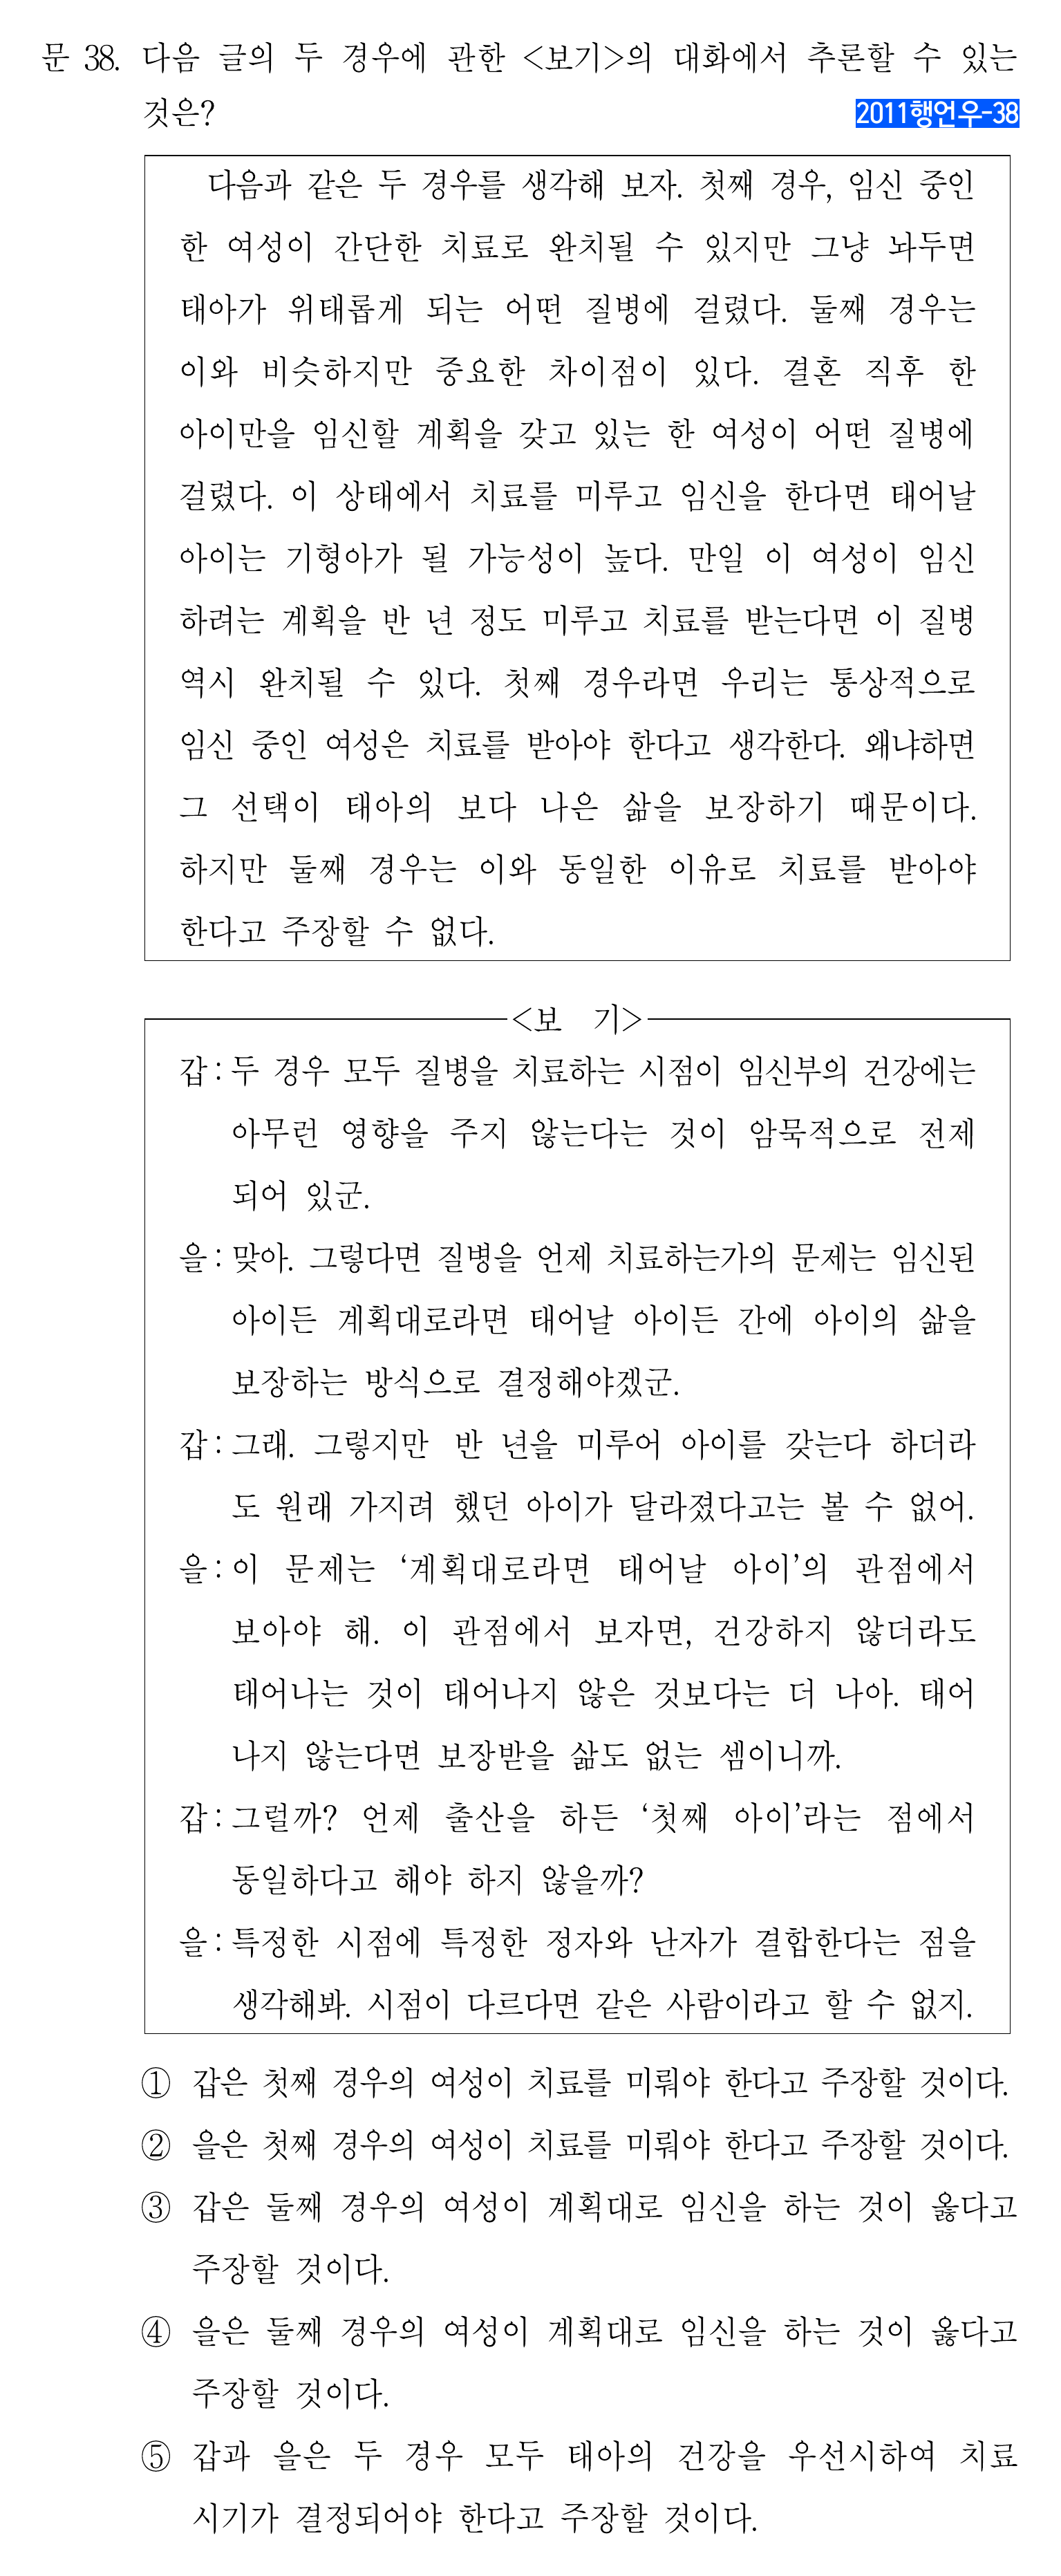 문 38. 다음 글의 두 경우에 관한 <보기>의 대화에서 추론할 수 있는
것은?
2011행언우-38
다음과 같은 두 경우를 생각해 보자. 첫째 경우, 임신 중인
한 여성이 간단한 치료로 완치될 수 있지만 그냥 놔두면
태아가 위태롭게 되는 어떤 질병에 걸렸다. 둘째 경우는
이와 비슷하지만 중요한 차이점이 있다. 결혼 직후 한
아이만을 임신할 계획을 갖고 있는 한 여성이 어떤 질병에
걸렸다. 이 상태에서 치료를 미루고 임신을 한다면 태어날
아이는 기형아가 될 가능성이 높다. 만일 이 여성이 임신
하려는 계획을 반 년 정도 미루고 치료를 받는다면 이 질병
역시 완치될 수 있다. 첫째 경우라면 우리는 통상적으로
임신 중인 여성은 치료를 받아야 한다고 생각한다. 왜냐하면
그 선택이 태아의 보다 나은 삶을 보장하기 때문이다.
하지만 둘째 경우는 이와 동일한 이유로 치료를 받아야
한다고 주장할 수 없다.
<보 기>
갑 : 두 경우 모두 질병을 치료하는 시점이 임신부의 건강에는
아무런 영향을 주지 않는다는 것이 암묵적으로 전제
되어 있군.
을 : 맞아. 그렇다면 질병을 언제 치료하는가의 문제는 임신된
아이든 계획대로라면 태어날 아이든 간에 아이의 삶을
보장하는 방식으로 결정해야겠군.
갑 : 그래. 그렇지만 반 년을 미루어 아이를 갖는다 하더라
도 원래 가지려 했던 아이가 달라졌다고는 볼 수 없어.
을 : 이 문제는 ‘계획대로라면 태어날 아이’의 관점에서
보아야 해. 이 관점에서 보자면, 건강하지 않더라도
태어나는 것이 태어나지 않은 것보다는 더 나아. 태어
나지 않는다면 보장받을 삶도 없는 셈이니까.
갑 : 그럴까? 언제 출산을 하든 ‘첫째 아이’라는 점에서
동일하다고 해야 하지 않을까?
을 : 특정한 시점에 특정한 정자와 난자가 결합한다는 점을
생각해봐. 시점이 다르다면 같은 사람이라고 할 수 없지.
① 갑은 첫째 경우의 여성이 치료를 미뤄야 한다고 주장할 것이다.
② 을은 첫째 경우의 여성이 치료를 미뤄야 한다고 주장할 것이다.
③ 갑은 둘째 경우의 여성이 계획대로 임신을 하는 것이 옳다고
주장할 것이다.
④ 을은 둘째 경우의 여성이 계획대로 임신을 하는 것이 옳다고
주장할 것이다.
⑤ 갑과 을은 두 경우 모두 태아의 건강을 우선시하여 치료
시기가 결정되어야 한다고 주장할 것이다.